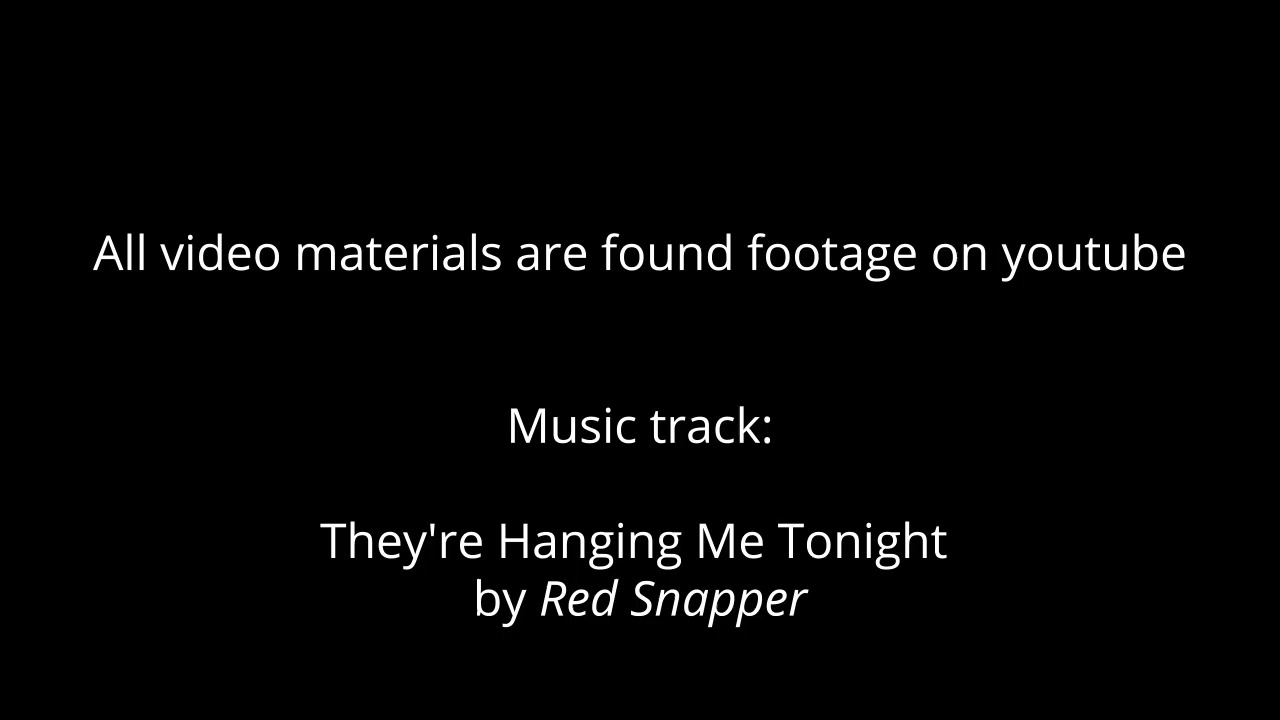 All video materials are found footage on youtube
Music track:
They're Hanging Me Tonight
by Red Snapper